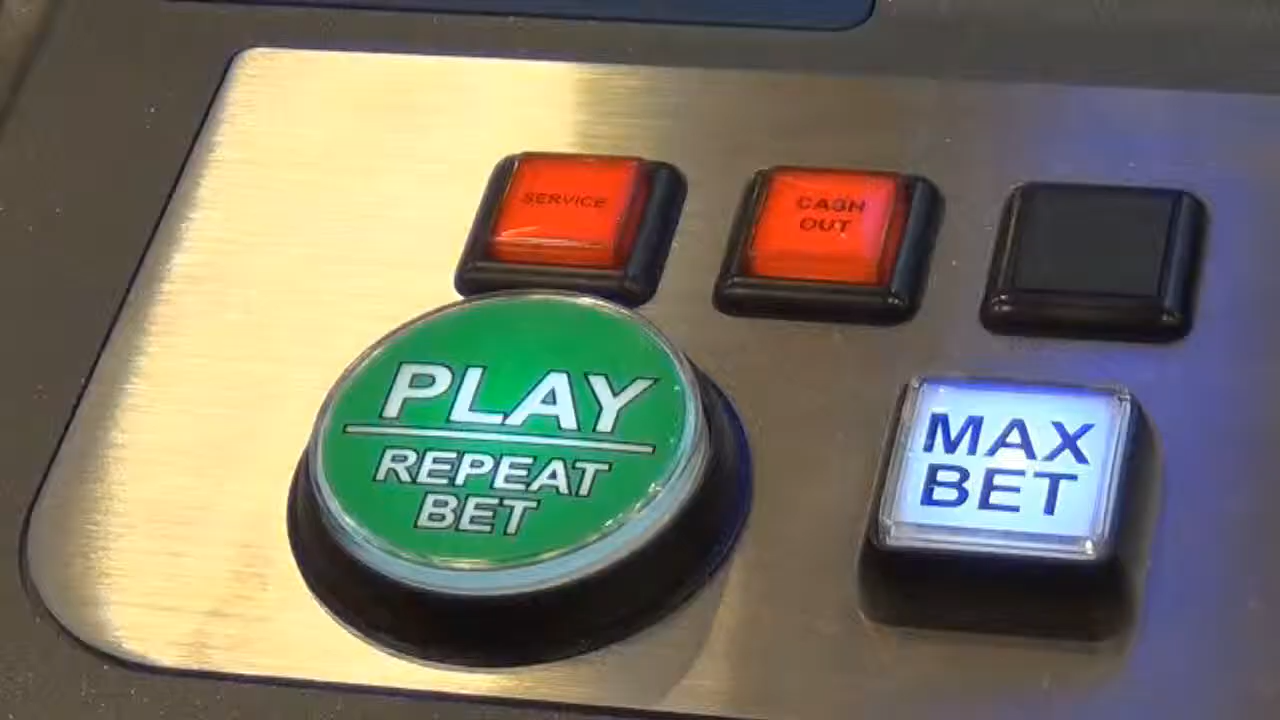 SERVICE
CASH
OUT
PLAY
REPEAT
BET
MAX
BET